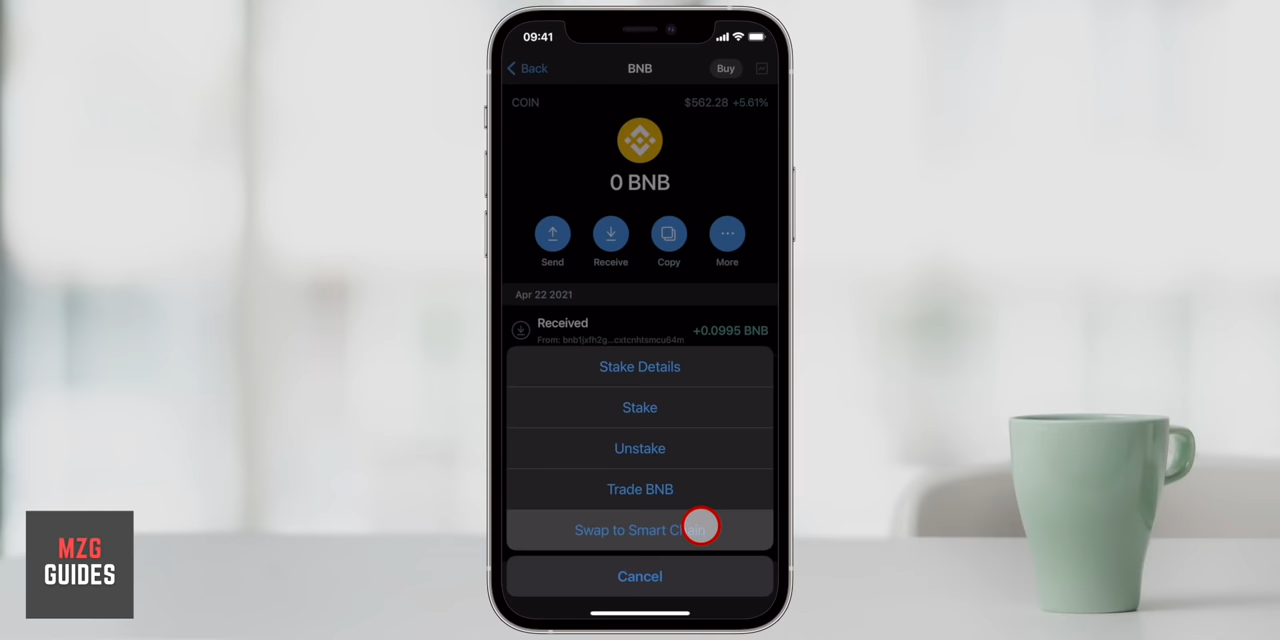 09:41
Back
BNB
Buy
COIN
$562.28 +5.61%
0 BNB
Send
Receive
Copy
More
Apr 22 2021
Received
+0.0995 BNB
From: bnb1jxfh2g...cxtcnhtsmcu64m
Stake Details
Stake
Unstake
Trade BNB
Swap to Smart Chain
Cancel
MZG
GUIDES